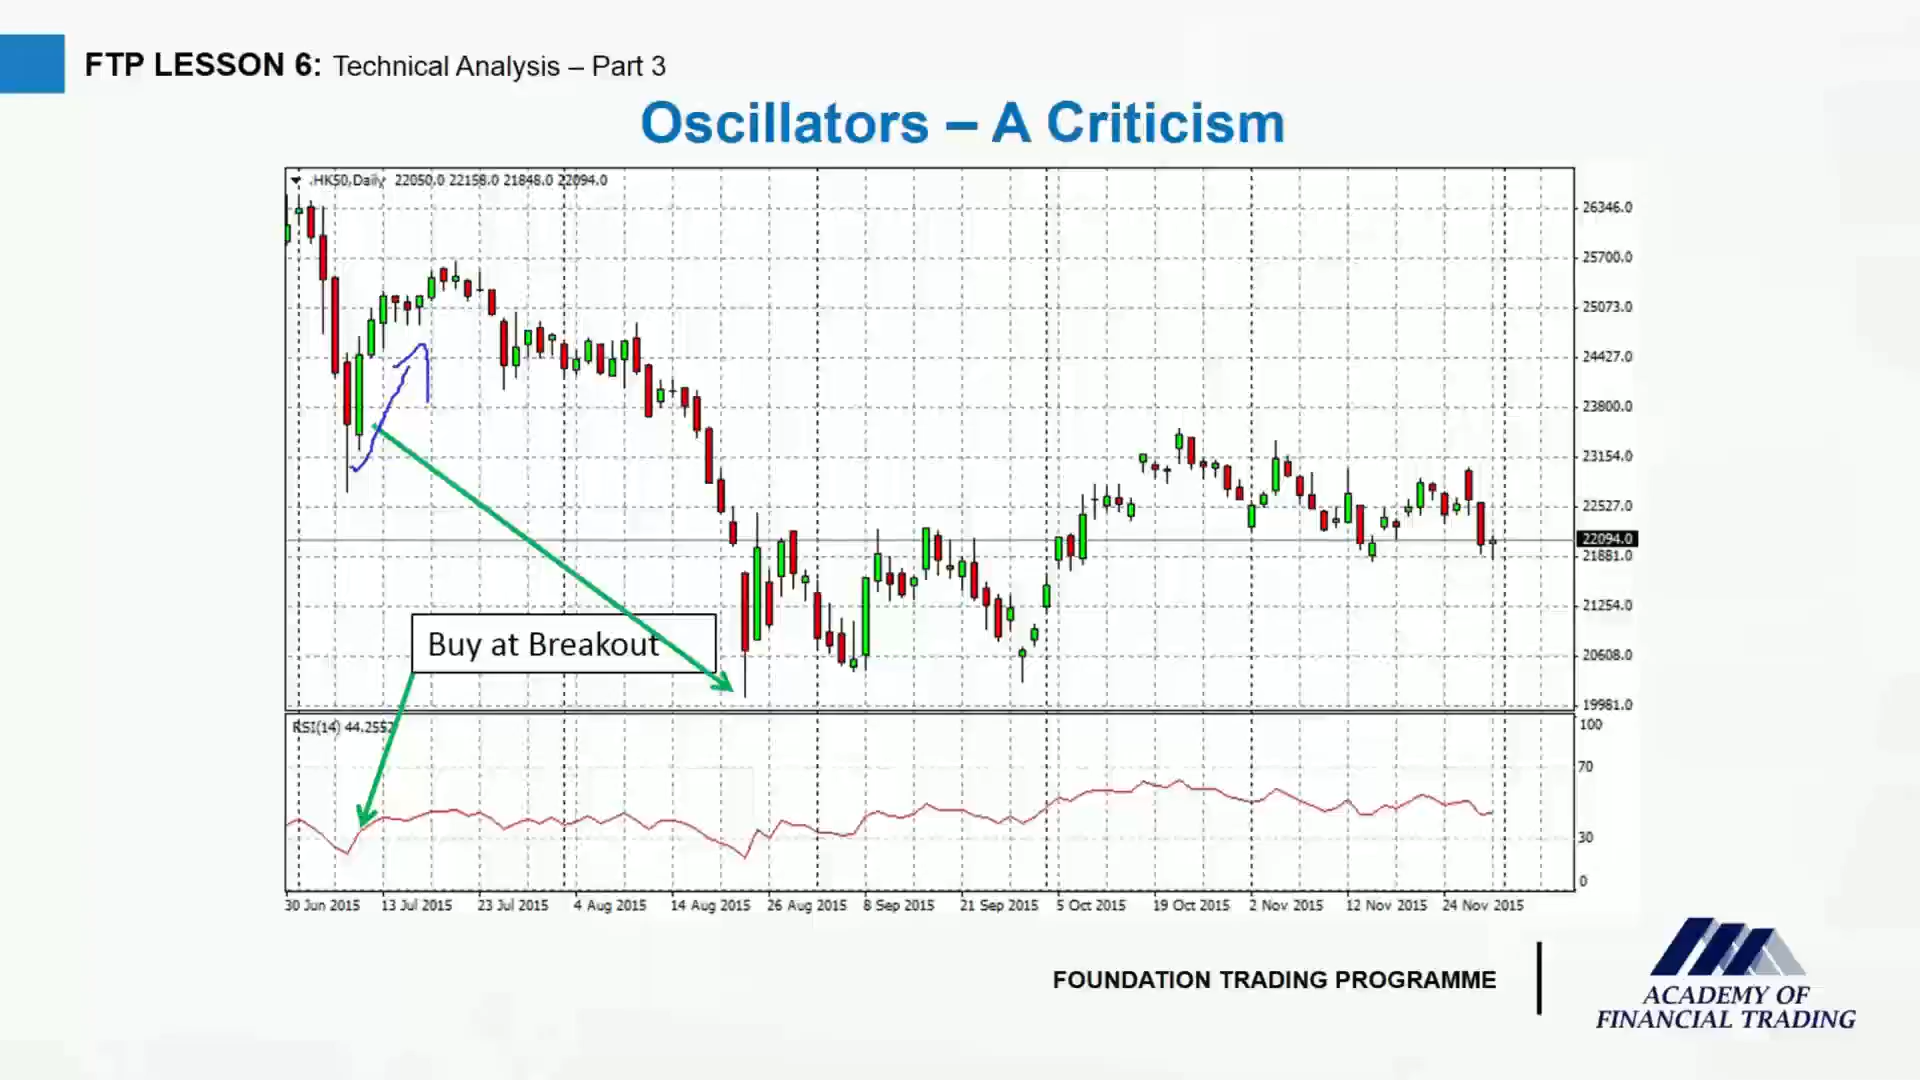 FTP LESSON 6: Technical Analysis – Part 3
Oscillators – A Criticism
.HK50,Daily 22050.0 22158.0 21848.0 22094.0
26346.0
25700.0
25073.0
24427.0
23800.0
23154.0
22527.0
22094.0
21881.0
21254.0
20608.0
19981.0
Buy at Breakout
RSI(14) 44.2552
100
70
30
0
30 Jun 2015 13 Jul 2015 23 Jul 2015 4 Aug 2015 14 Aug 2015 26 Aug 2015 8 Sep 2015 21 Sep 2015 5 Oct 2015 19 Oct 2015 2 Nov 2015 12 Nov 2015 24 Nov 2015
FOUNDATION TRADING PROGRAMME
ACADEMY OF
FINANCIAL TRADING